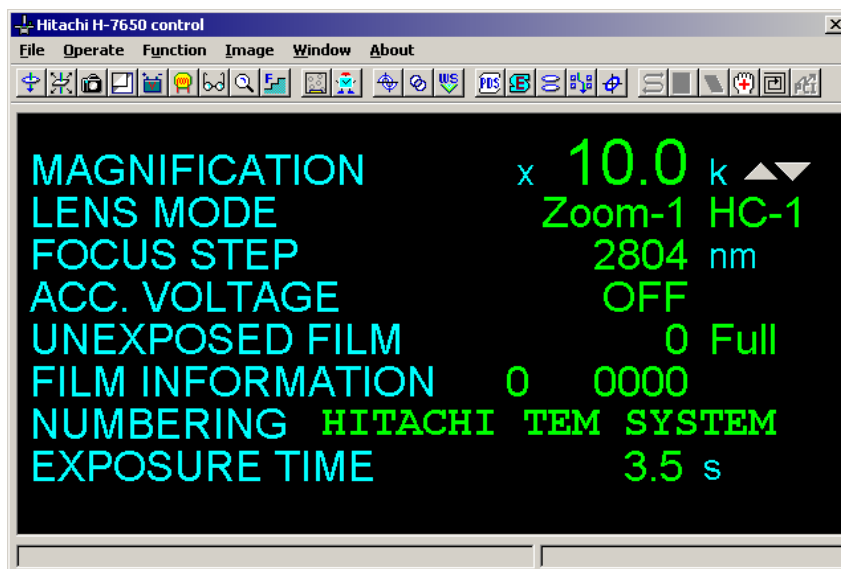 Hitachi H-7650 control
File Operate Function Image Window About
WS PDS
MAGNIFICATION x 10.0 k
LENS MODE Zoom-1 HC-1
FOCUS STEP 2804 nm
ACC. VOLTAGE OFF
UNEXPOSED FILM 0 Full
FILM INFORMATION 0 0000
NUMBERING HITACHI TEM SYSTEM
EXPOSURE TIME 3.5 s